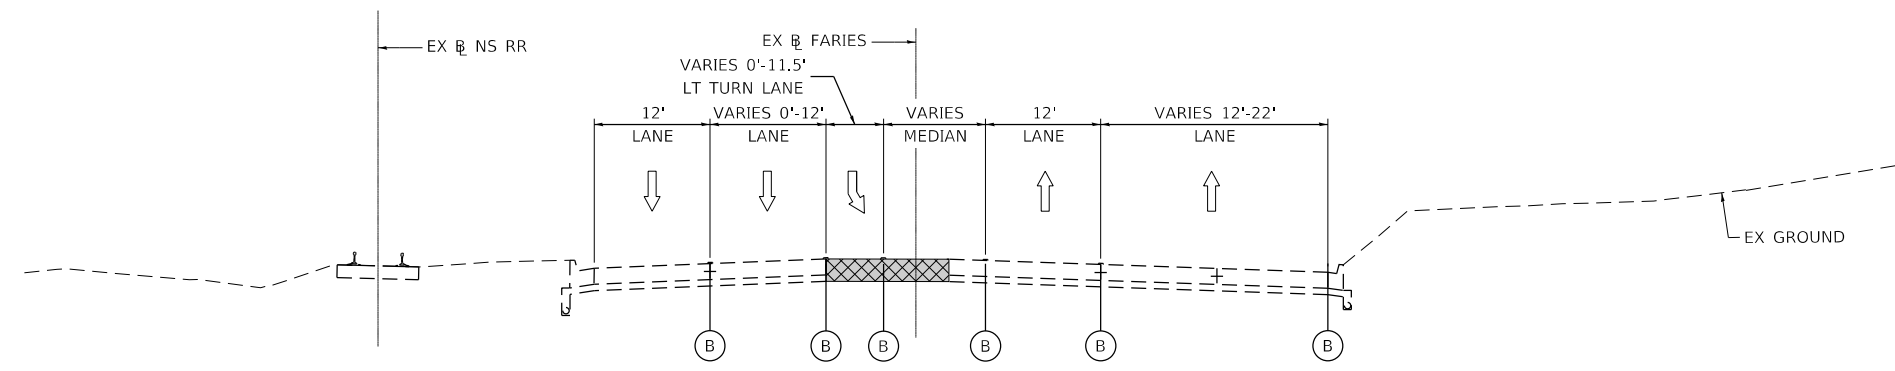 EX ⅊ NS RR
EX ⅊ FARIES
VARIES 0'-11.5'
LT TURN LANE
12'
LANE
VARIES 0'-12'
LANE
VARIES
MEDIAN
12'
LANE
VARIES 12'-22'
LANE
EX GROUND
B
B
B
B
B
B